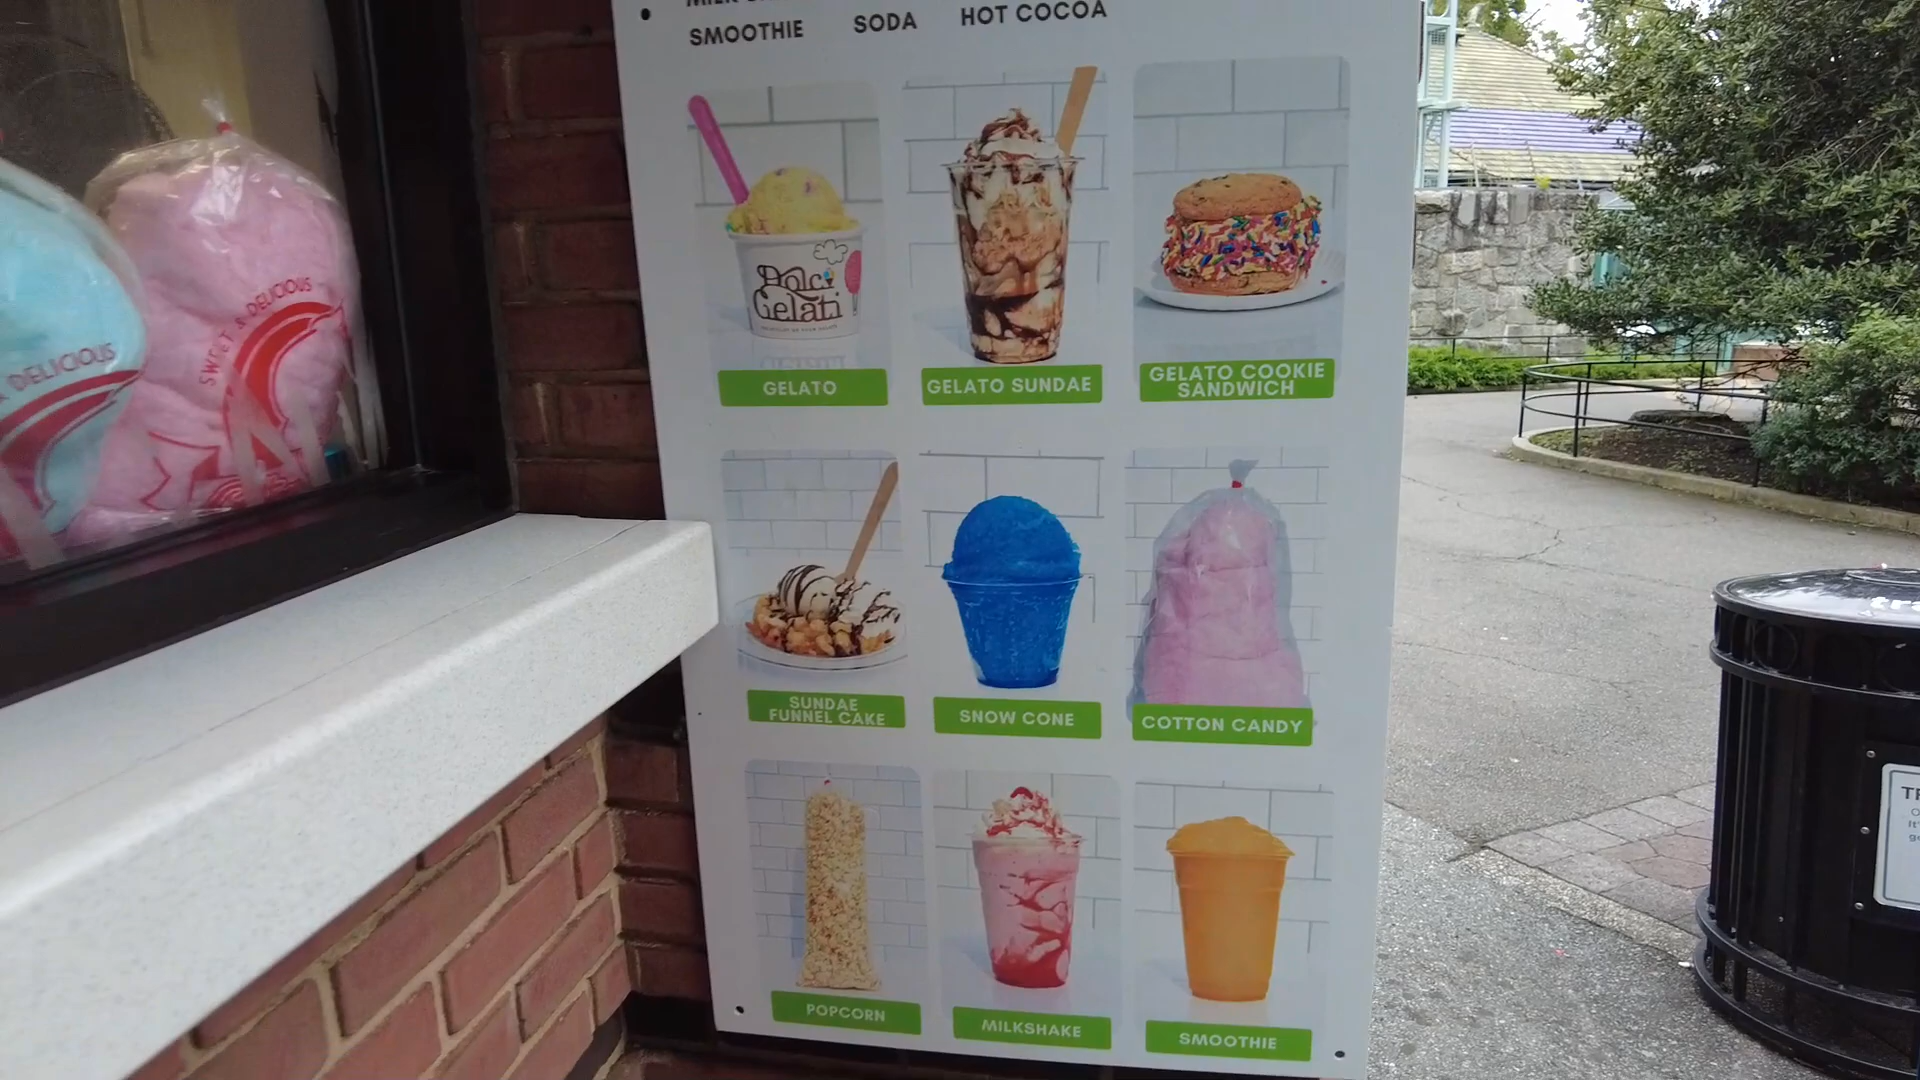 SMOOTHIE SODA HOT COCOA
Dolci
Gelati
GELATO
GELATO SUNDAE
GELATO COOKIE
SANDWICH
SWEET & DELICIOUS
DELICIOUS
SUNDAE
FUNNEL CAKE
SNOW CONE
COTTON CANDY
POPCORN
MILKSHAKE
SMOOTHIE